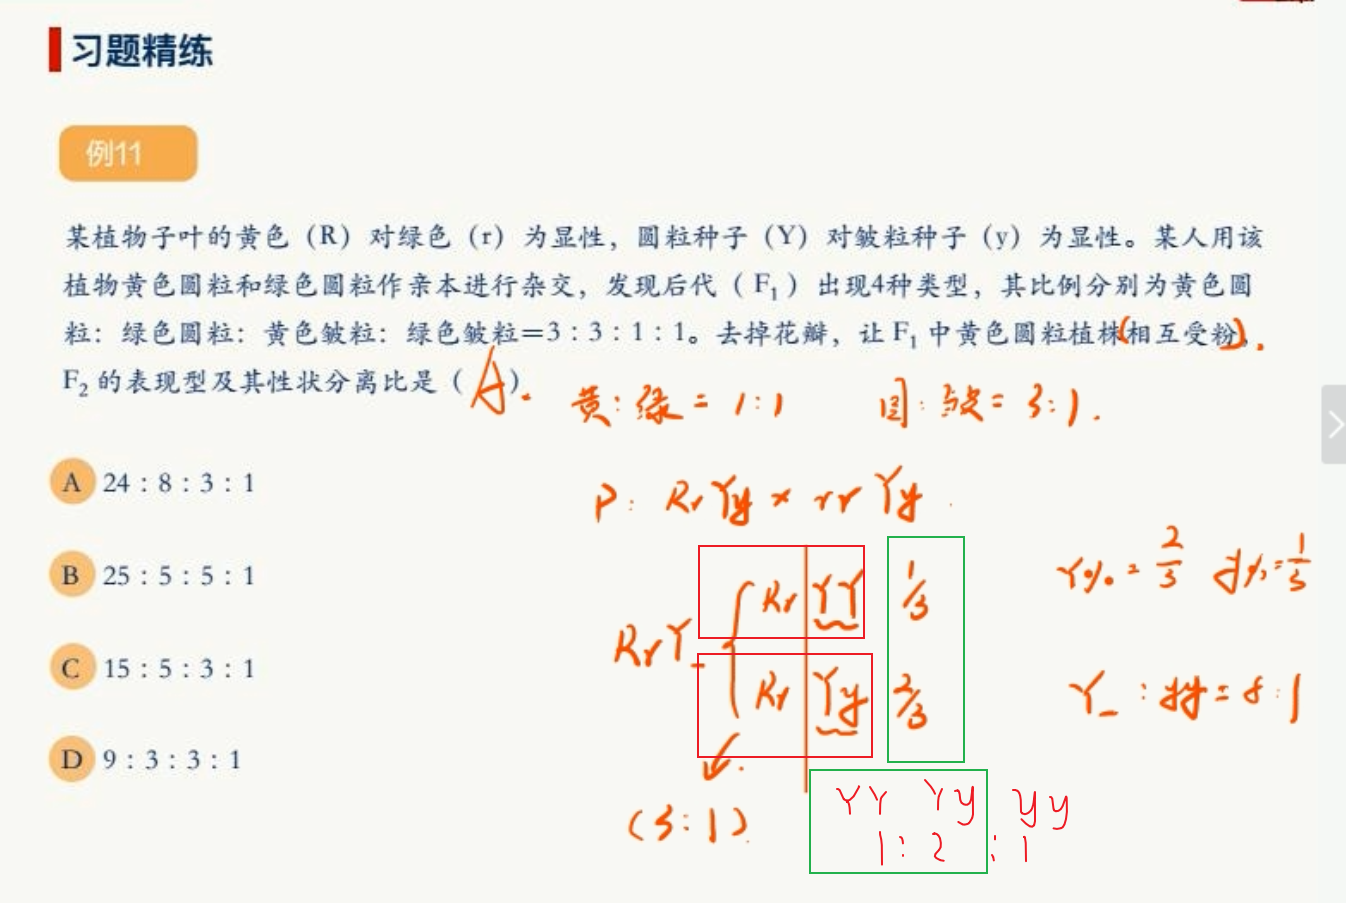 习题精练
例11
某植物子叶的黄色（R）对绿色（r）为显性，圆粒种子（Y）对皱粒种子（y）为显性。某人用该
植物黄色圆粒和绿色圆粒作亲本进行杂交，发现后代（F₁）出现4种类型，其比例分别为黄色圆
粒：绿色圆粒：黄色皱粒：绿色皱粒=3：3：1：1。去掉花瓣，让F₁中黄色圆粒植株(相互受粉)，
F₂的表现型及其性状分离比是（A）.
黄:绿=1:1 圆:皱=3:1.
A 24：8：3：1
P: RrYy × rrYy
B 25：5：5：1
Rr YY 1/3
Y%=2/3 y%=1/3
RrY_
C 15：5：3：1
Rr Yy 2/3
Y_:yy=8:1
D 9：3：3：1
(3:1)
YY Yy yy
1:2:1